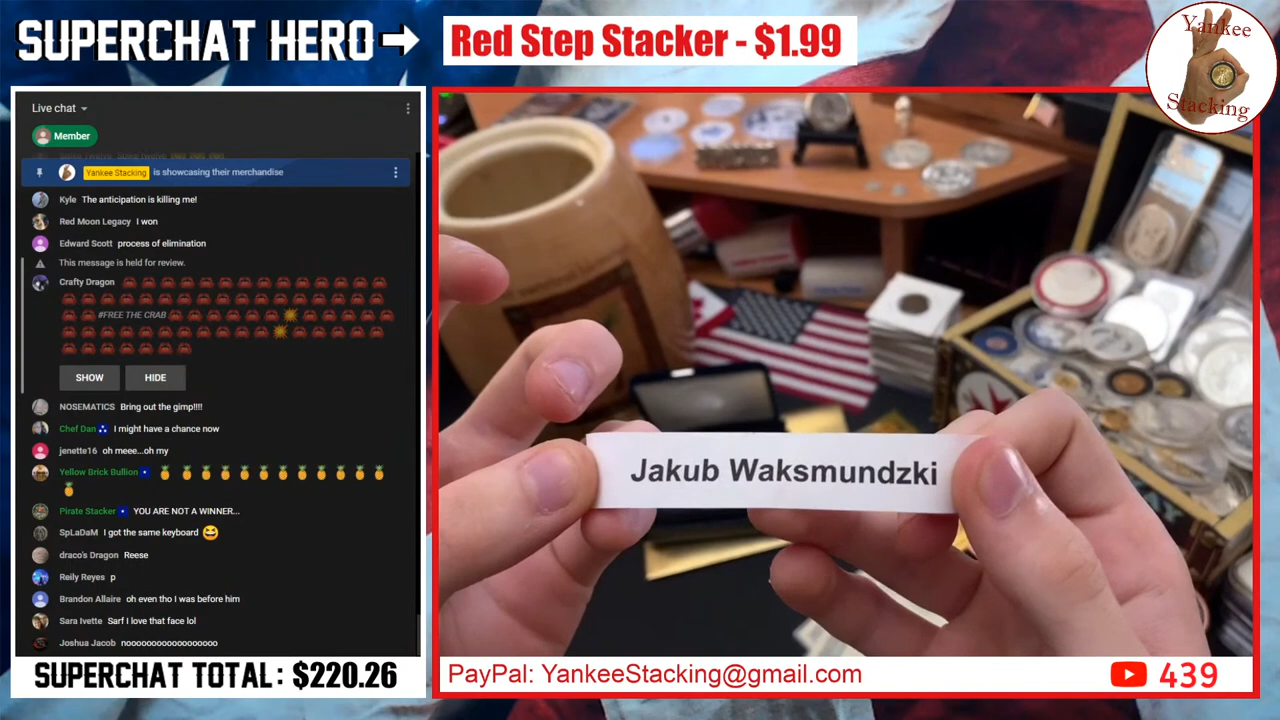 SUPERCHAT HERO
Red Step Stacker - $1.99
Yankee
Stacking
Live chat
Member
Yankee Stacking is showcasing their merchandise
Kyle The anticipation is killing me!
Red Moon Legacy I won
Edward Scott process of elimination
This message is held for review.
Crafty Dragon
#FREE THE CRAB
SHOW HIDE
NOSEMATICS Bring out the gimp!!!!
Chef Dan I might have a chance now
jenette16 oh meee...oh my
Yellow Brick Bullion
Pirate Stacker YOU ARE NOT A WINNER...
SpLaDaM I got the same keyboard
draco's Dragon Reese
Reily Reyes p
Brandon Allaire oh even tho I was before him
Sara Ivette Sarf I love that face lol
Joshua Jacob nooooooooooooooooo
Jakub Waksmundzki
SUPERCHAT TOTAL: $220.26
PayPal: YankeeStacking@gmail.com
439